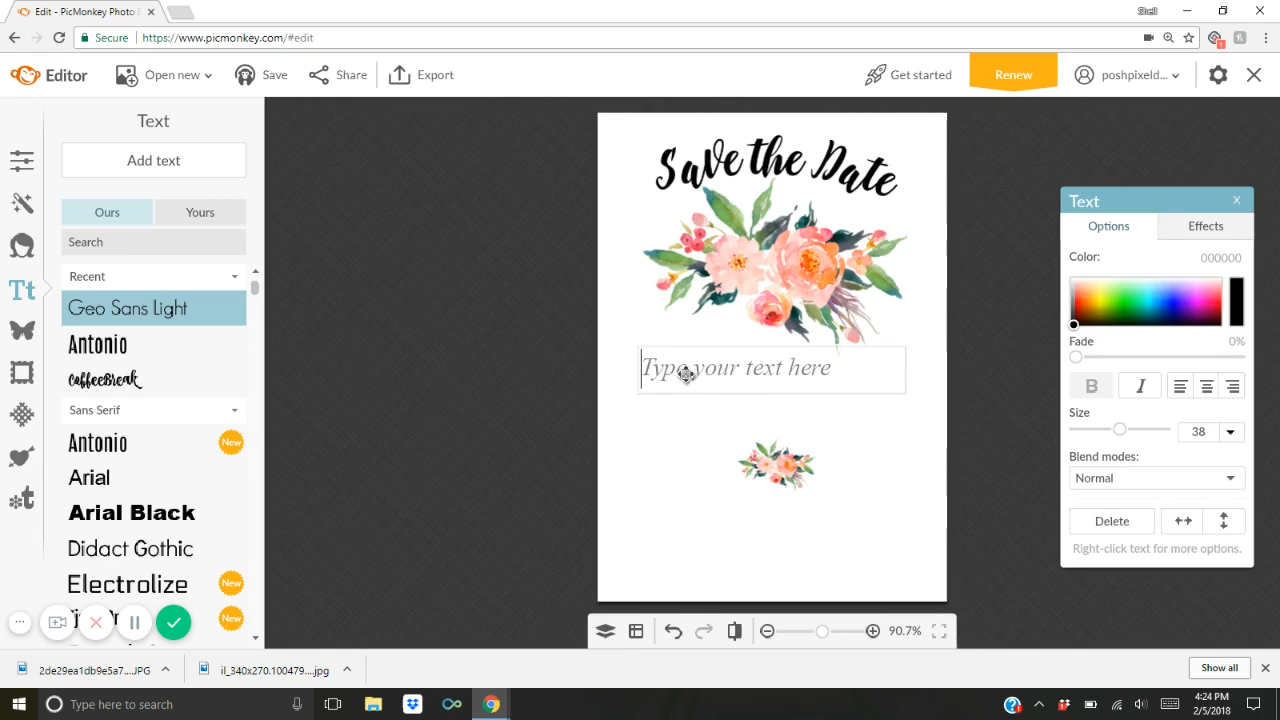 Edit - PicMonkey Photo E
Shell
Secure https://www.picmonkey.com/#edit
Editor
Open new
Save
Share
Export
Get started
Renew
poshpixeld...
Text
Add text
Ours
Yours
Search
Recent
Geo Sans Light
Antonio
CoffeeBreak
Sans Serif
Antonio
New
Arial
Arial Black
Didact Gothic
Electrolize
New
New
Save the Date
Type your text here
Text
X
Options
Effects
Color:
000000
Fade
0%
B
I
Size
38
Blend modes:
Normal
Delete
Right-click text for more options.
90.7%
2de29ea1db9e5a7....JPG
il_340x270.100479....jpg
Show all
Type here to search
4:24 PM
2/5/2018